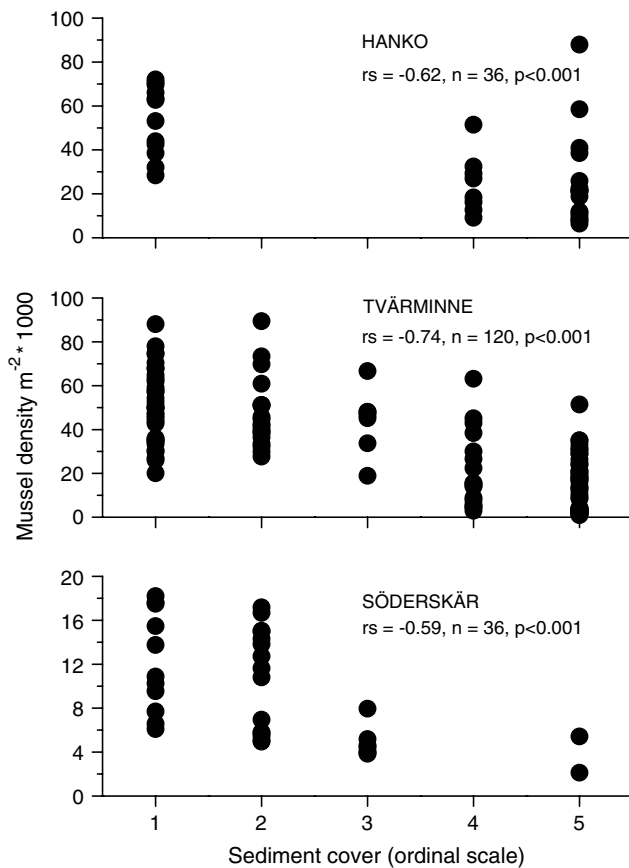 100
80
60
40
20
0
HANKO
rs = -0.62, n = 36, p<0.001
Mussel density m⁻² * 1000
100
80
60
40
20
0
TVÄRMINNE
rs = -0.74, n = 120, p<0.001
20
16
12
8
4
0
SÖDERSKÄR
rs = -0.59, n = 36, p<0.001
1 2 3 4 5
Sediment cover (ordinal scale)